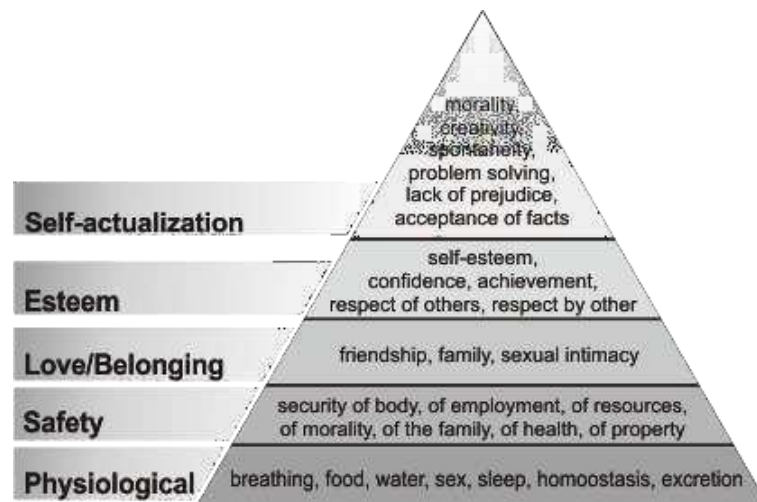 morality,
creativity,
spontaneity,
problem solving,
lack of prejudice,
acceptance of facts
Self-actualization
self-esteem,
confidence, achievement,
respect of others, respect by other
Esteem
friendship, family, sexual intimacy
Love/Belonging
security of body, of employment, of resources,
of morality, of the family, of health, of property
Safety
breathing, food, water, sex, sleep, homoostasis, excretion
Physiological